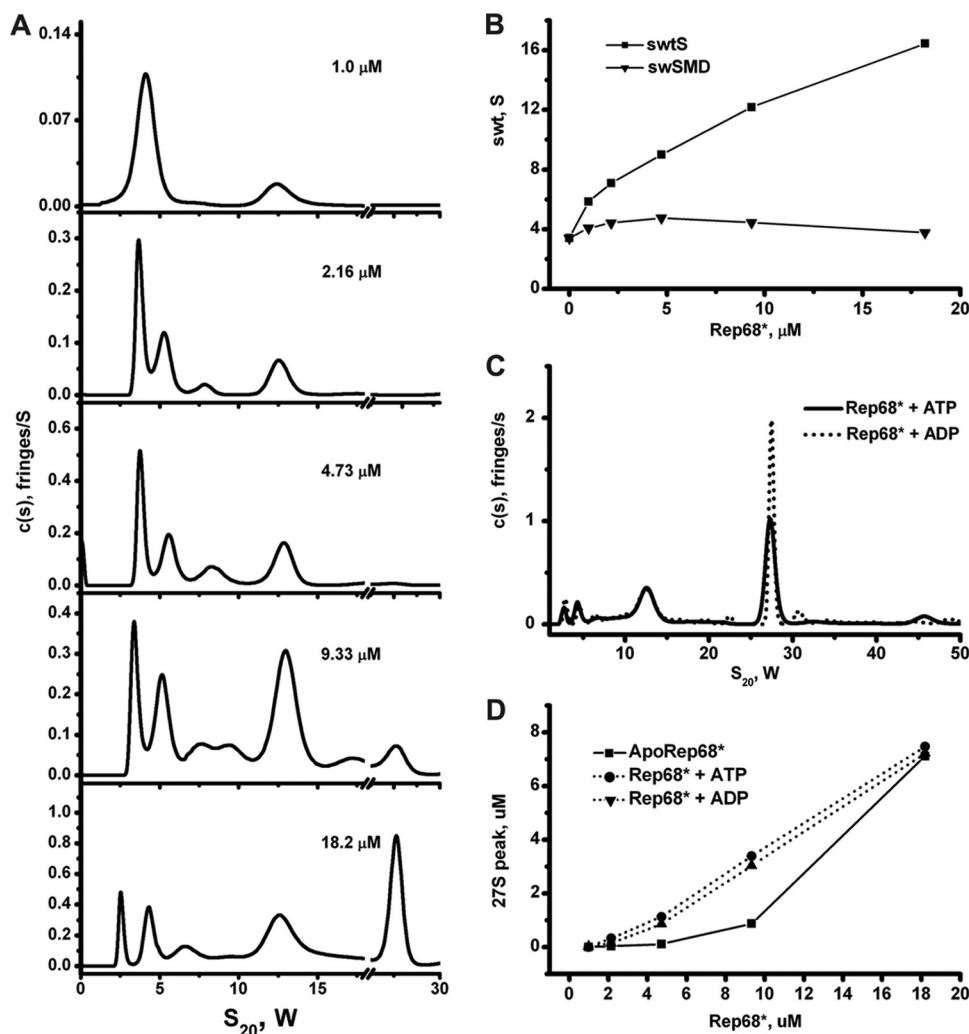 A
0.14
0.07
0.00
1.0 μM
0.3
0.2
0.1
0.0
2.16 μM
0.6
0.4
0.2
0.0
4.73 μM
0.4
0.3
0.2
0.1
0.0
9.33 μM
1.0
0.8
0.6
0.4
0.2
0.0
18.2 μM
0 5 10 15 30
c(s), fringes/S
S20, W
B
swtS
swSMD
16
12
8
4
0
0 5 10 15 20
swt, S
Rep68*, μM
C
Rep68* + ATP
Rep68* + ADP
2
1
0
10 20 30 40 50
c(s), fringes/s
S20, W
D
ApoRep68*
Rep68* + ATP
Rep68* + ADP
8
6
4
2
0
0 2 4 6 8 10 12 14 16 18 20
27S peak, uM
Rep68*, uM